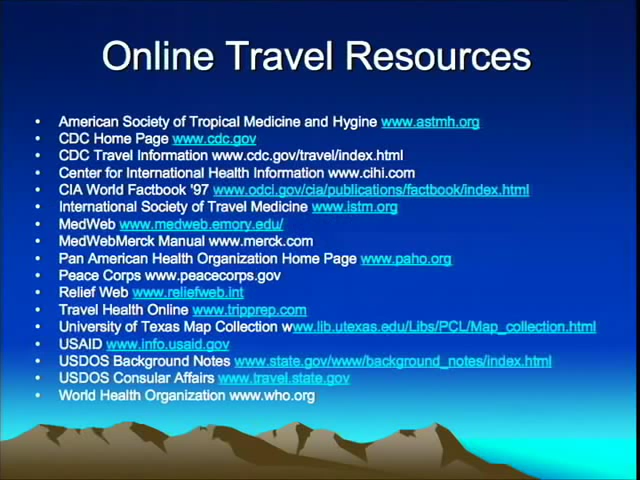 Online Travel Resources
• American Society of Tropical Medicine and Hygine www.astmh.org
• CDC Home Page www.cdc.gov
• CDC Travel Information www.cdc.gov/travel/index.html
• Center for International Health Information www.cihi.com
• CIA World Factbook '97 www.odci.gov/cia/publications/factbook/index.html
• International Society of Travel Medicine www.istm.org
• MedWeb www.medweb.emory.edu/
• MedWebMerck Manual www.merck.com
• Pan American Health Organization Home Page www.paho.org
• Peace Corps www.peacecorps.gov
• Relief Web www.reliefweb.int
• Travel Health Online www.tripprep.com
• University of Texas Map Collection www.lib.utexas.edu/Libs/PCL/Map_collection.html
• USAID www.info.usaid.gov
• USDOS Background Notes www.state.gov/www/background_notes/index.html
• USDOS Consular Affairs www.travel.state.gov
• World Health Organization www.who.org